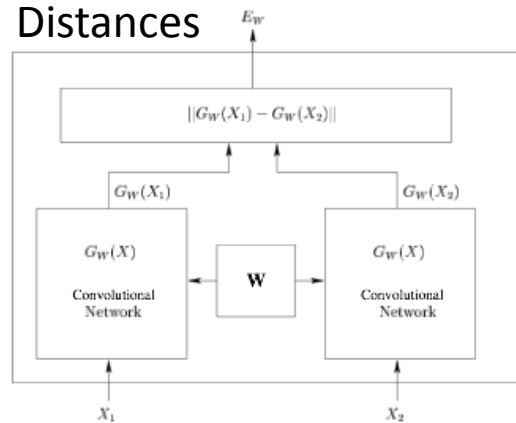 Distances
E_W
||G_W(X_1) − G_W(X_2)||
G_W(X_1)
G_W(X_2)
G_W(X)
Convolutional
Network
W
G_W(X)
Convolutional
Network
X_1
X_2